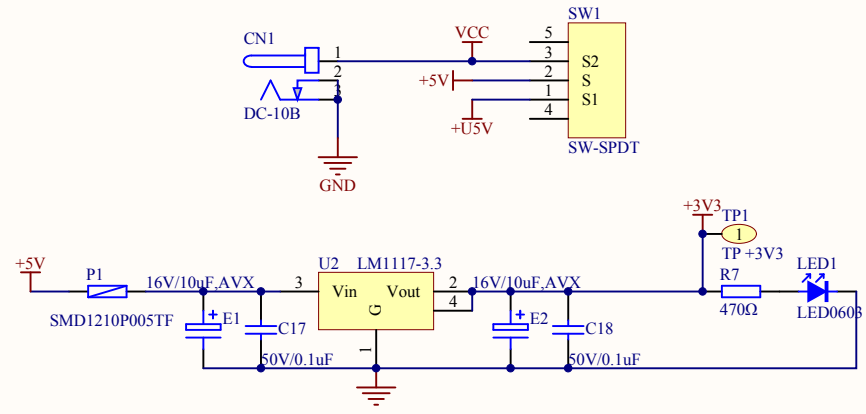 SW1
CN1
VCC
5
1
3
S2
2
+5V
2
S
3
1
S1
DC-10B
4
+U5V
SW-SPDT
GND
+3V3
TP1
1
+5V
U2
LM1117-3.3
TP +3V3
P1
R7
LED1
16V/10uF,AVX
3
Vin
Vout
2
16V/10uF,AVX
4
G
470Ω
LED0603
SMD1210P005TF
+
E1
C17
+
E2
C18
1
50V/0.1uF
50V/0.1uF